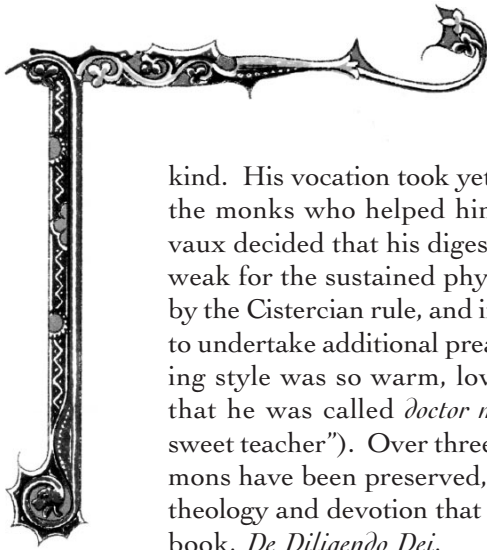 kind. His vocation took yet
the monks who helped him
vaux decided that his diges
weak for the sustained phy
by the Cistercian rule, and i
to undertake additional prea
ing style was so warm, lov
that he was called doctor
sweet teacher”). Over three
mons have been preserved,
theology and devotion that
book, De Diligendo Dei.